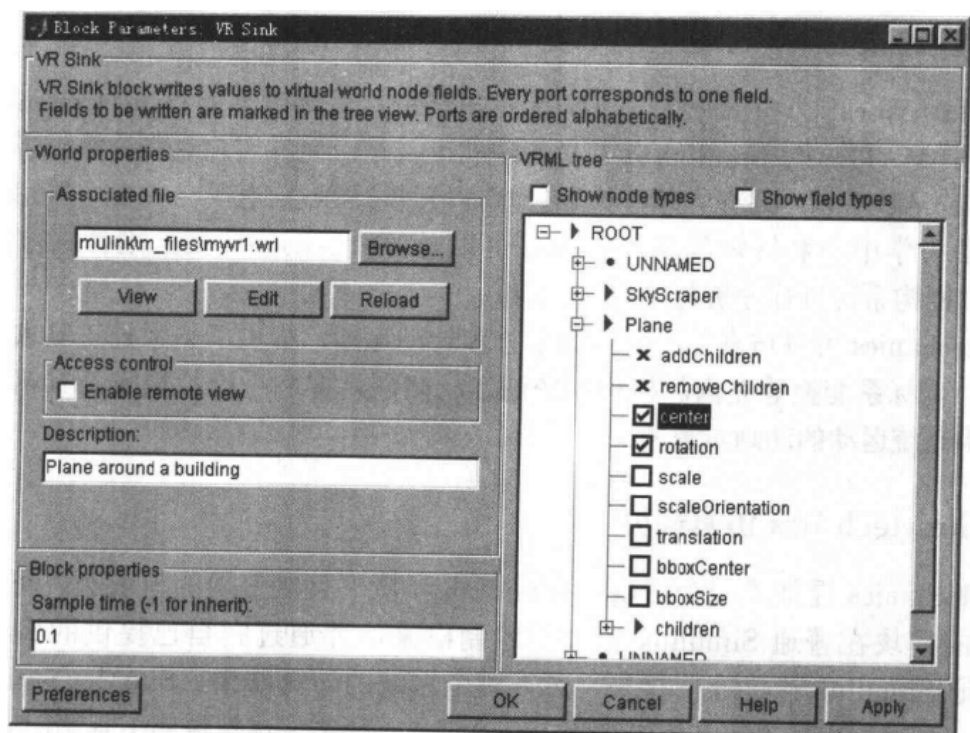 Block Parameters: VR Sink
VR Sink
VR Sink block writes values to virtual world node fields. Every port corresponds to one field.
Fields to be written are marked in the tree view. Ports are ordered alphabetically.
World properties
Associated file
mulink\m_files\myvr1.wrl
Browse...
View
Edit
Reload
Access control
Enable remote view
Description:
Plane around a building
Block properties
Sample time (-1 for inherit):
0.1
VRML tree
Show node types
Show field types
ROOT
UNNAMED
SkyScraper
Plane
addChildren
removeChildren
center
rotation
scale
scaleOrientation
translation
bboxCenter
bboxSize
children
UNNAMED
Preferences
OK
Cancel
Help
Apply